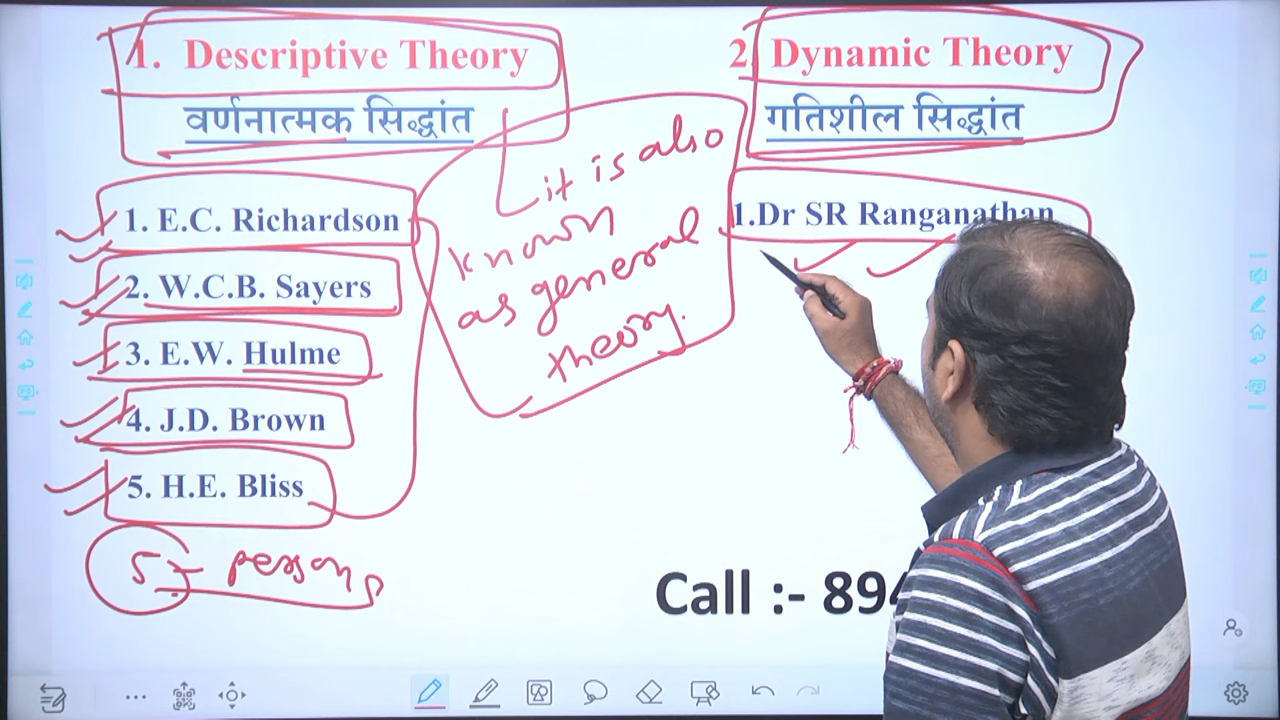 1. Descriptive Theory
वर्णनात्मक सिद्धांत
1. E.C. Richardson
2. W.C.B. Sayers
3. E.W. Hulme
4. J.D. Brown
5. H.E. Bliss
5 - persons
it is also
known
as general
theory.
2. Dynamic Theory
गतिशील सिद्धांत
1.Dr SR Ranganathan
Call :- 894